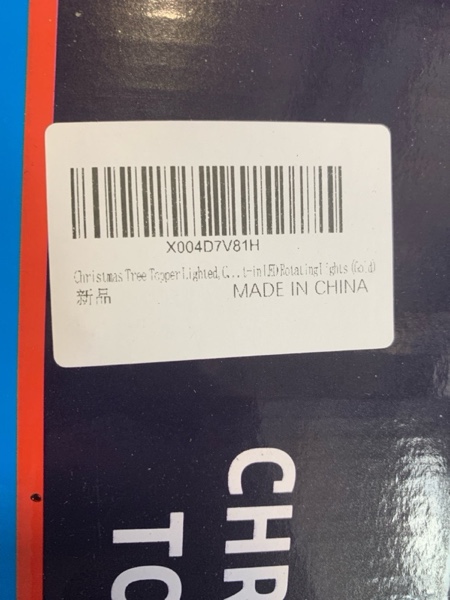 X004D7V81H
Christmas Tree Topper Lighted, G...t-in LED Rotating Lights (Gold)
新品
MADE IN CHINA
CHR
TO